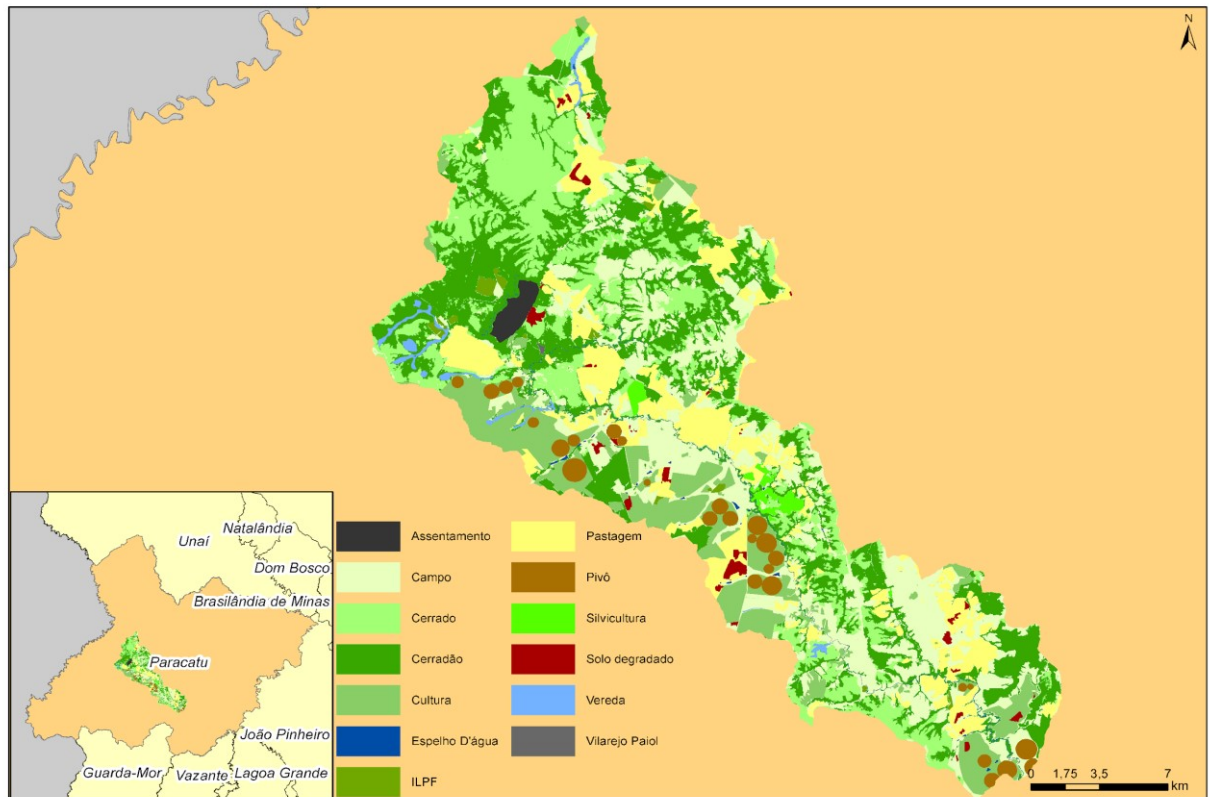 N
Natalândia
Unaí
Dom Bosco
Brasilândia de Minas
Paracatu
João Pinheiro
Guarda-Mor
Vazante
Lagoa Grande
Assentamento
Campo
Cerrado
Cerradão
Cultura
Espelho D'água
ILPF
Pastagem
Pivô
Silvicultura
Solo degradado
Vereda
Vilarejo Paiol
0 1,75 3,5 7
km